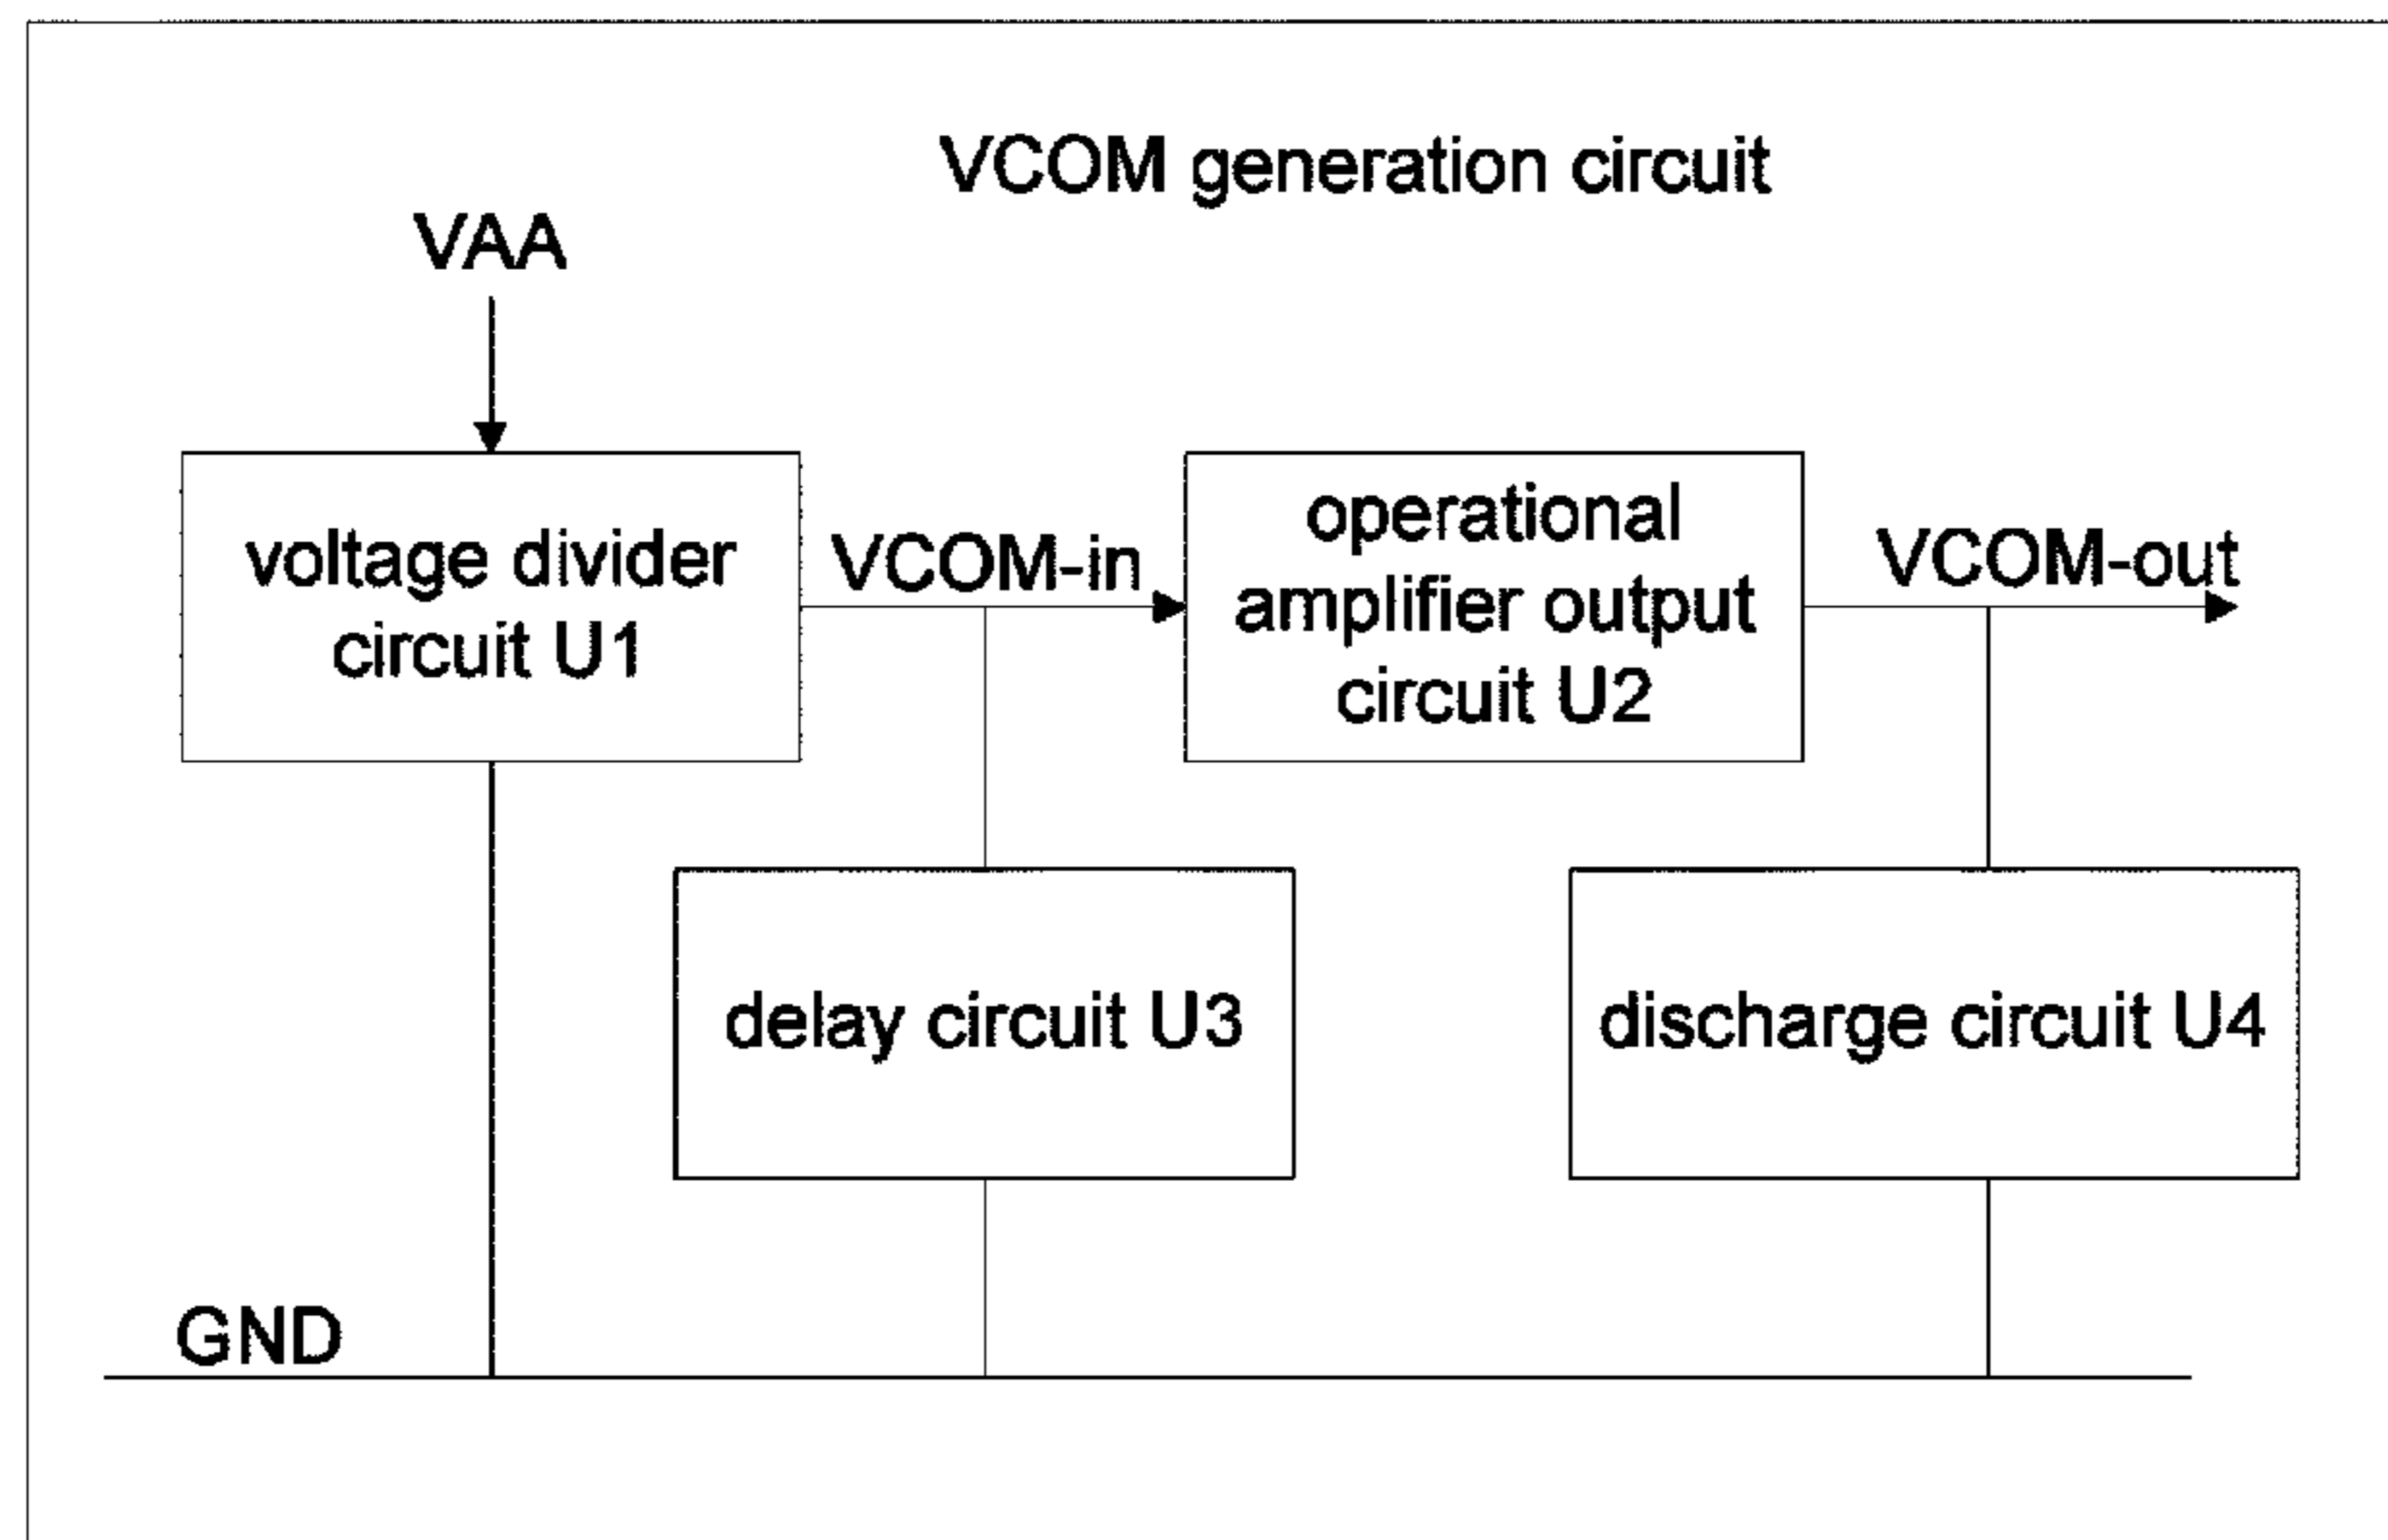 VCOM generation circuit
VAA
voltage divider
circuit U1
VCOM-in
operational
amplifier output
circuit U2
VCOM-out
delay circuit U3
discharge circuit U4
GND